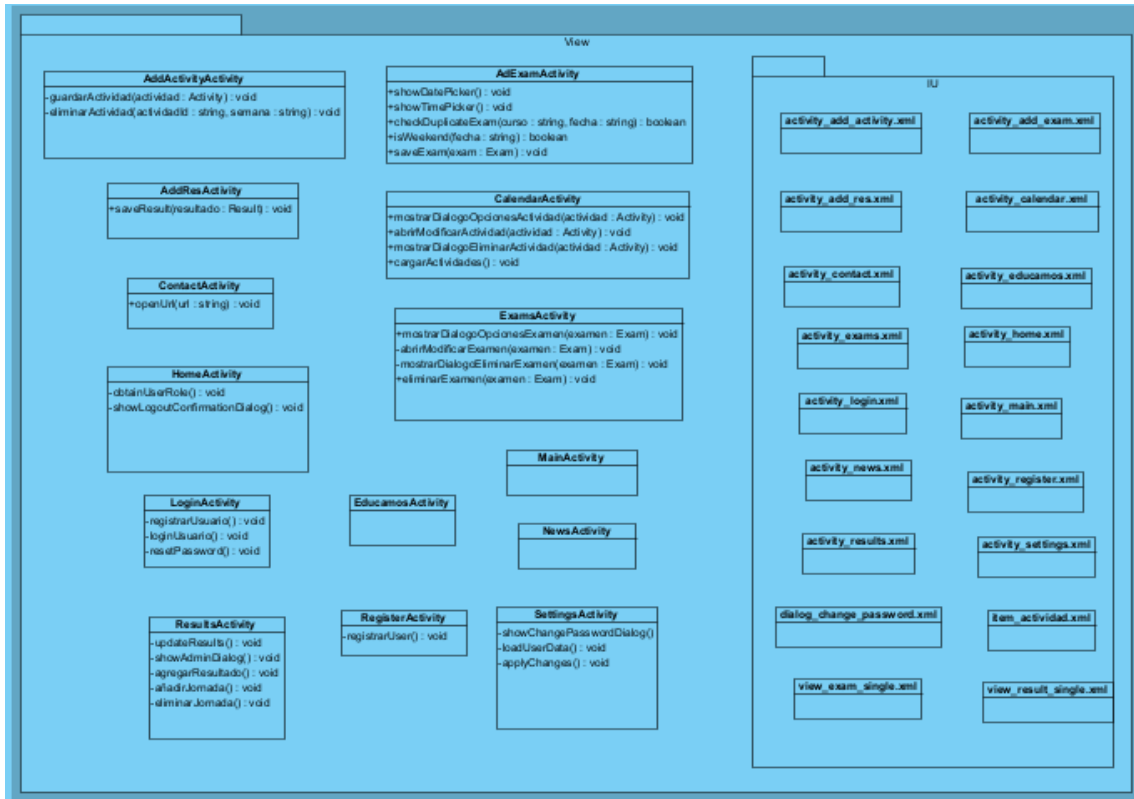 View
AddActivityActivity
-guardarActividad(actividad : Activity) : void
-eliminarActividad(actividadId : string, semana : string) : void
AdExamActivity
+showDatePicker() : void
+showTimePicker() : void
+checkDuplicateExam(curso : string, fecha : string) : boolean
+isWeekend(fecha : string) : boolean
+saveExam(exam : Exam) : void
AddResActivity
+saveResult(resultado : Result) : void
CalendarActivity
+mostrarDialogoOpcionesActividad(actividad : Activity) : void
+abrirModificarActividad(actividad : Activity) : void
+mostrarDialogoEliminarActividad(actividad : Activity) : void
+cargarActividades() : void
ContactActivity
+openUrl(url : string) : void
ExamsActivity
+mostrarDialogoOpcionesExamen(examen : Exam) : void
-abrirModificarExamen(examen : Exam) : void
-mostrarDialogoEliminarExamen(examen : Exam) : void
+eliminarExamen(examen : Exam) : void
HomeActivity
-obtainUserRole() : void
-showLogoutConfirmationDialog() : void
MainActivity
LoginActivity
-registrarUsuario() : void
-loginUsuario() : void
-resetPassword() : void
EducamosActivity
NewsActivity
ResultsActivity
-updateResults() : void
-showAdminDialog() : void
-agregarResultado() : void
-añadirJornada() : void
-eliminarJornada() : void
RegisterActivity
-registrarUser() : void
SettingsActivity
-showChangePasswordDialog()
-loadUserData() : void
-applyChanges() : void
IU
activity_add_activity.xml
activity_add_exam.xml
activity_add_res.xml
activity_calendar.xml
activity_contact.xml
activity_educamos.xml
activity_exams.xml
activity_home.xml
activity_login.xml
activity_main.xml
activity_news.xml
activity_register.xml
activity_results.xml
activity_settings.xml
dialog_change_password.xml
item_actividad.xml
view_exam_single.xml
view_result_single.xml